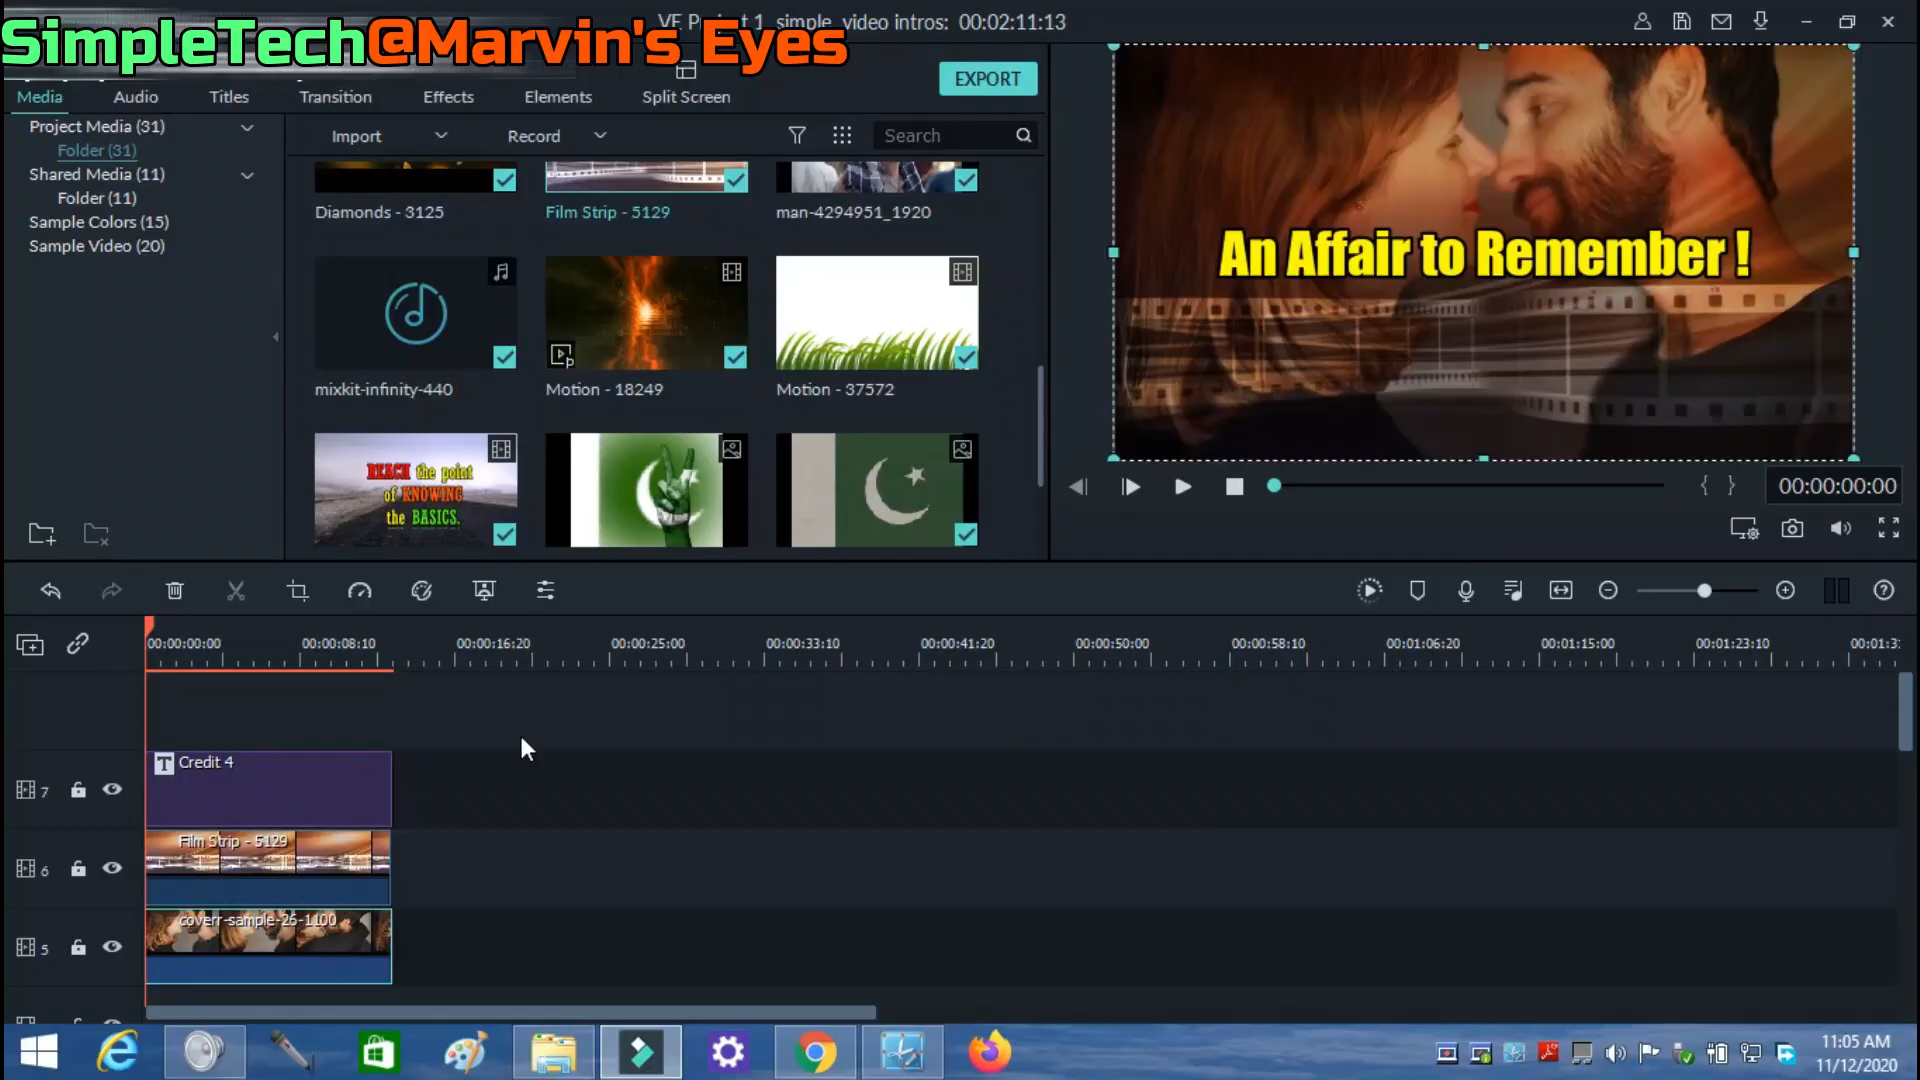 SimpleTech@Marvin's Eyes
simple_video intros: 00:02:11:13
Media
Audio
Titles
Transition
Effects
Elements
Split Screen
EXPORT
Project Media (31)
Folder (31)
Shared Media (11)
Folder (11)
Sample Colors (15)
Sample Video (20)
Import
Record
Search
Diamonds - 3125
Film Strip - 5129
man-4294951_1920
mixkit-infinity-440
Motion - 18249
Motion - 37572
REACH the point
of KNOWING
the BASICS.
An Affair to Remember !
{ }
00:00:00:00
00:00:00:00
00:00:08:10
00:00:16:20
00:00:25:00
00:00:33:10
00:00:41:20
00:00:50:00
00:00:58:10
00:01:06:20
00:01:15:00
00:01:23:10
00:01:3
7
T Credit 4
6
Film Strip - 5129
5
coverr-sample-26-1100
11:05 AM
11/12/2020